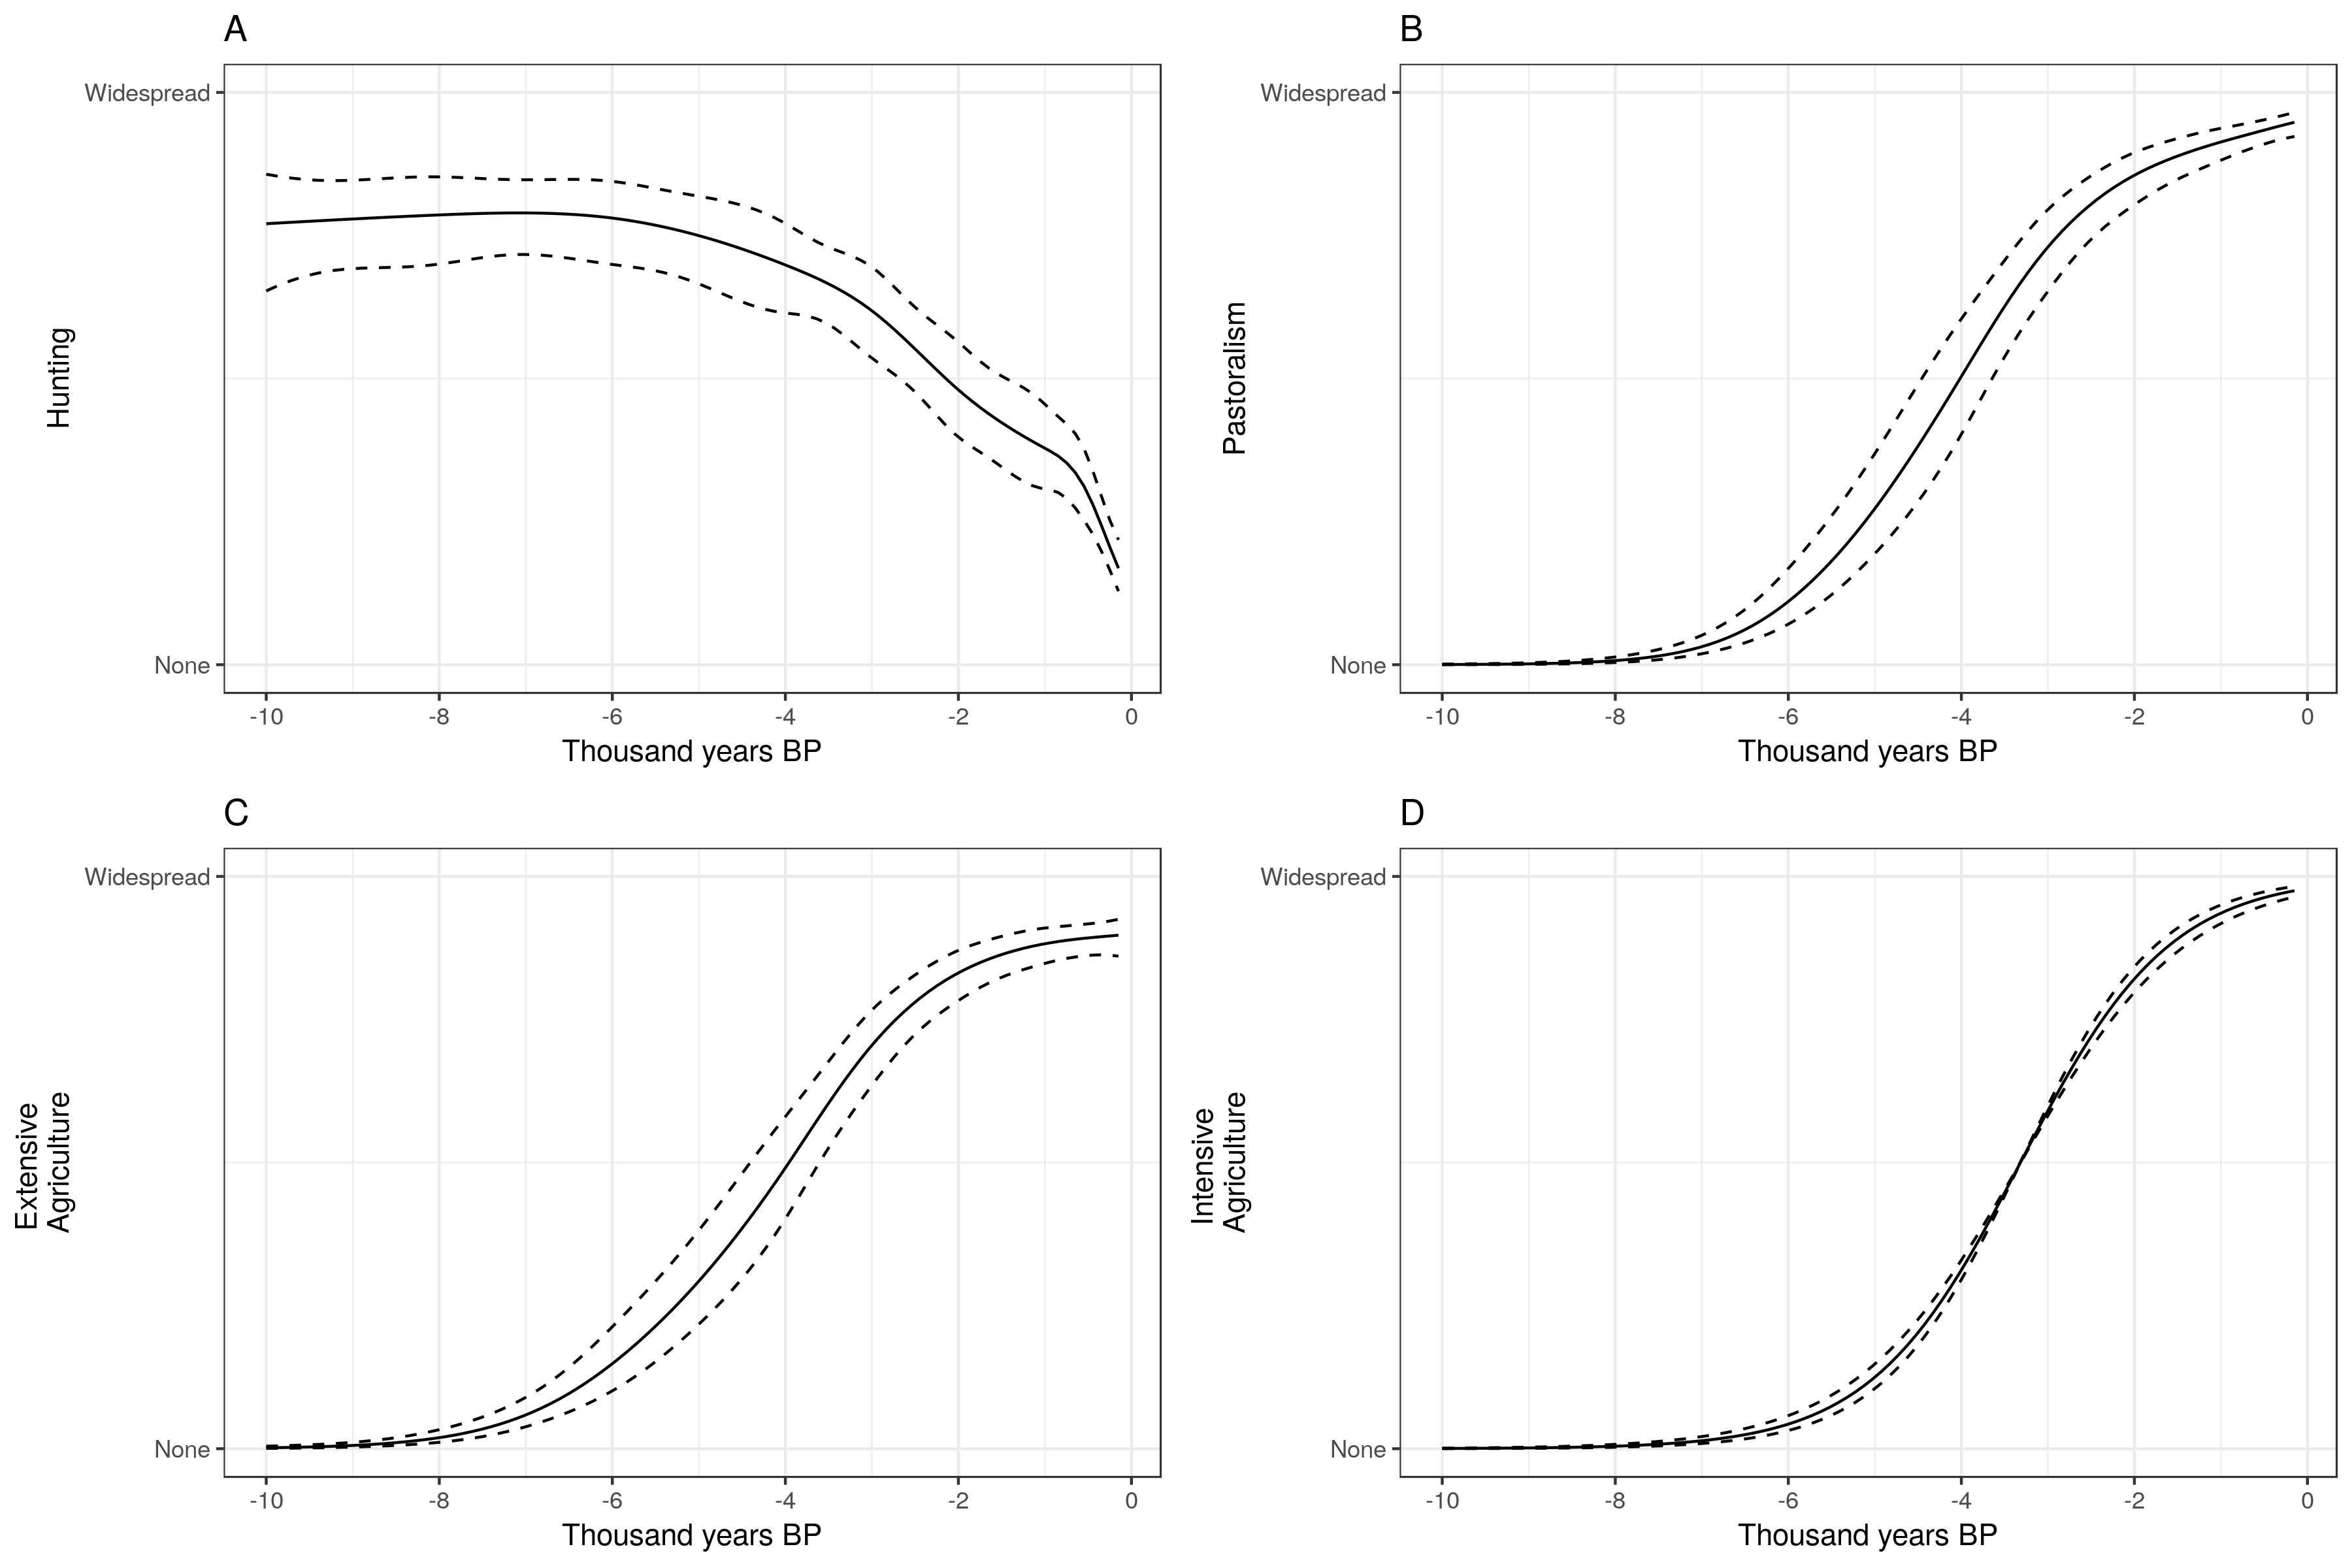 A
Widespread
Hunting
None
-10 -8 -6 -4 -2 0
Thousand years BP
B
Widespread
Pastoralism
None
-10 -8 -6 -4 -2 0
Thousand years BP
C
Widespread
Extensive
Agriculture
None
-10 -8 -6 -4 -2 0
Thousand years BP
D
Widespread
Intensive
Agriculture
None
-10 -8 -6 -4 -2 0
Thousand years BP